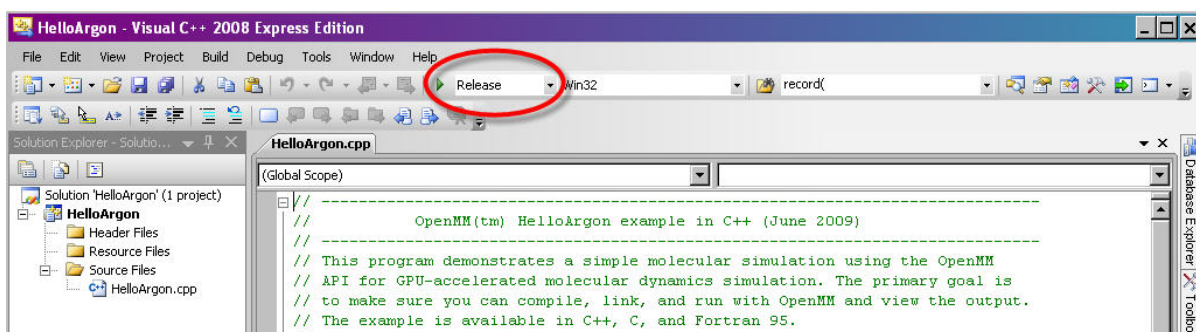 HelloArgon - Visual C++ 2008 Express Edition
File Edit View Project Build Debug Tools Window Help
Release Win32 record(
Solution Explorer - Solutio...
HelloArgon.cpp
(Global Scope)
Solution 'HelloArgon' (1 project)
HelloArgon
Header Files
Resource Files
Source Files
HelloArgon.cpp
// -----------------------------------------------------------------------------
// OpenMM(tm) HelloArgon example in C++ (June 2009)
// -----------------------------------------------------------------------------
// This program demonstrates a simple molecular simulation using the OpenMM
// API for GPU-accelerated molecular dynamics simulation. The primary goal is
// to make sure you can compile, link, and run with OpenMM and view the output.
// The example is available in C++, C, and Fortran 95.
Database Explorer